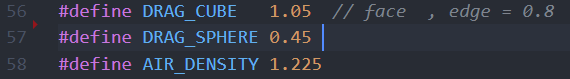 56 #define DRAG_CUBE   1.05  // face  , edge = 0.8
57 #define DRAG_SPHERE 0.45
58 #define AIR_DENSITY 1.225